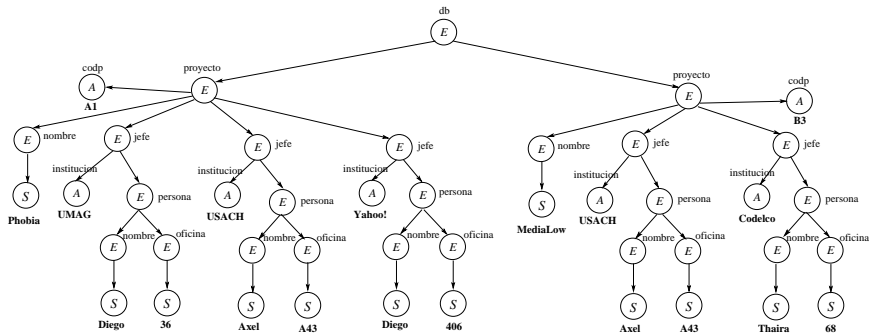 db
E
codp proyecto proyecto codp
A E E A
A1 B3
E nombre E jefe E jefe E jefe E nombre E jefe E jefe
institucion institucion institucion institucion institucion
S A E persona A E persona A E persona S A E persona A E persona
Phobia UMAG USACH Yahoo! MediaLow USACH Codelco
nombre oficina nombre oficina nombre oficina nombre oficina nombre oficina
E E E E E E E E E E
S S S S S S S S S S
Diego 36 Axel A43 Diego 406 Axel A43 Thaira 68